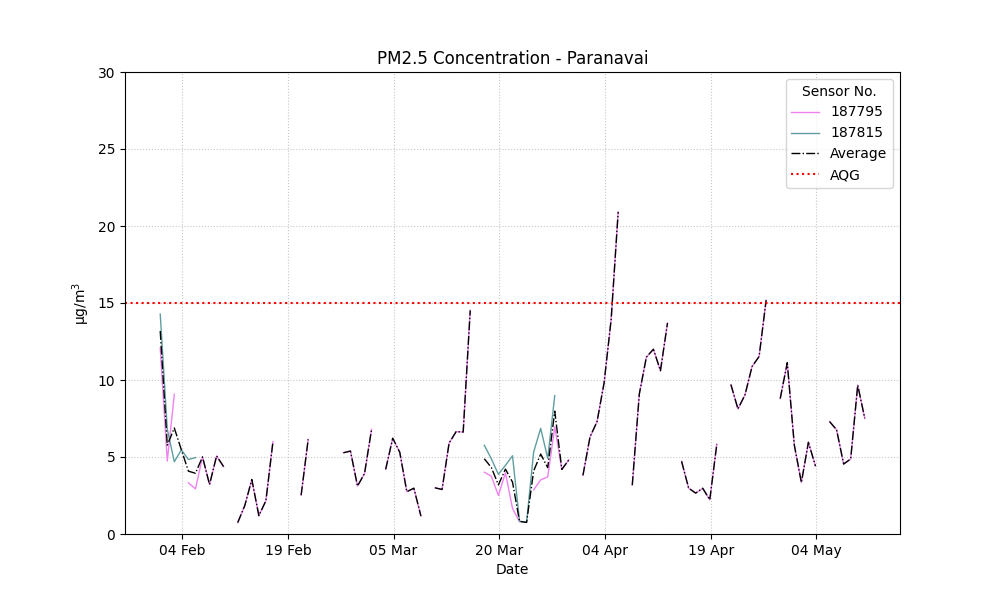 PM2.5 Concentration - Paranavai
Sensor No.
187795
187815
Average
AQG
30
25
20
15
10
5
0
µg/m³
04 Feb
19 Feb
05 Mar
20 Mar
04 Apr
19 Apr
04 May
Date